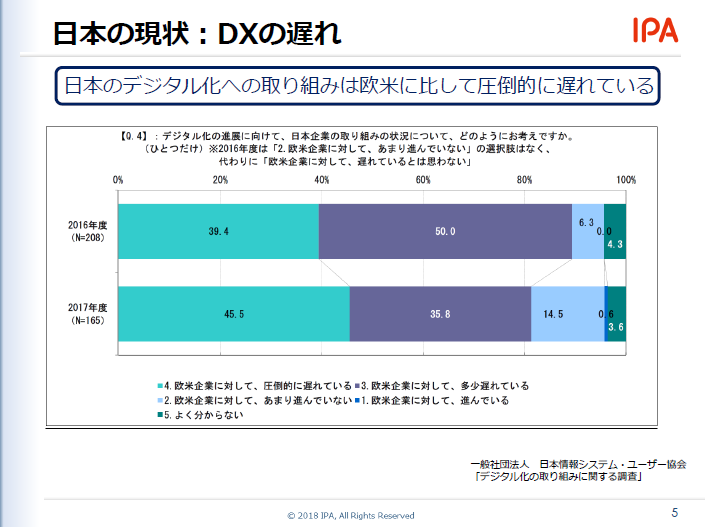 日本の現状：DXの遅れ
IPA
日本のデジタル化への取り組みは欧米に比して圧倒的に遅れている
【Q.4】：デジタル化の進展に向けて、日本企業の取り組みの状況について、どのようにお考えですか。
（ひとつだけ）※2016年度は「2.欧米企業に対して、あまり進んでいない」の選択肢はなく、
代わりに「欧米企業に対して、遅れているとは思わない」
0% 20% 40% 60% 80% 100%
2016年度
（N=208）
39.4 50.0 6.3 0.0 4.3
2017年度
（N=165）
45.5 35.8 14.5 0.6 3.6
4.欧米企業に対して、圧倒的に遅れている 3.欧米企業に対して、多少遅れている
2.欧米企業に対して、あまり進んでいない 1.欧米企業に対して、進んでいる
5.よく分からない
一般社団法人　日本情報システム・ユーザー協会
「デジタル化の取り組みに関する調査」
© 2018 IPA, All Rights Reserved
5